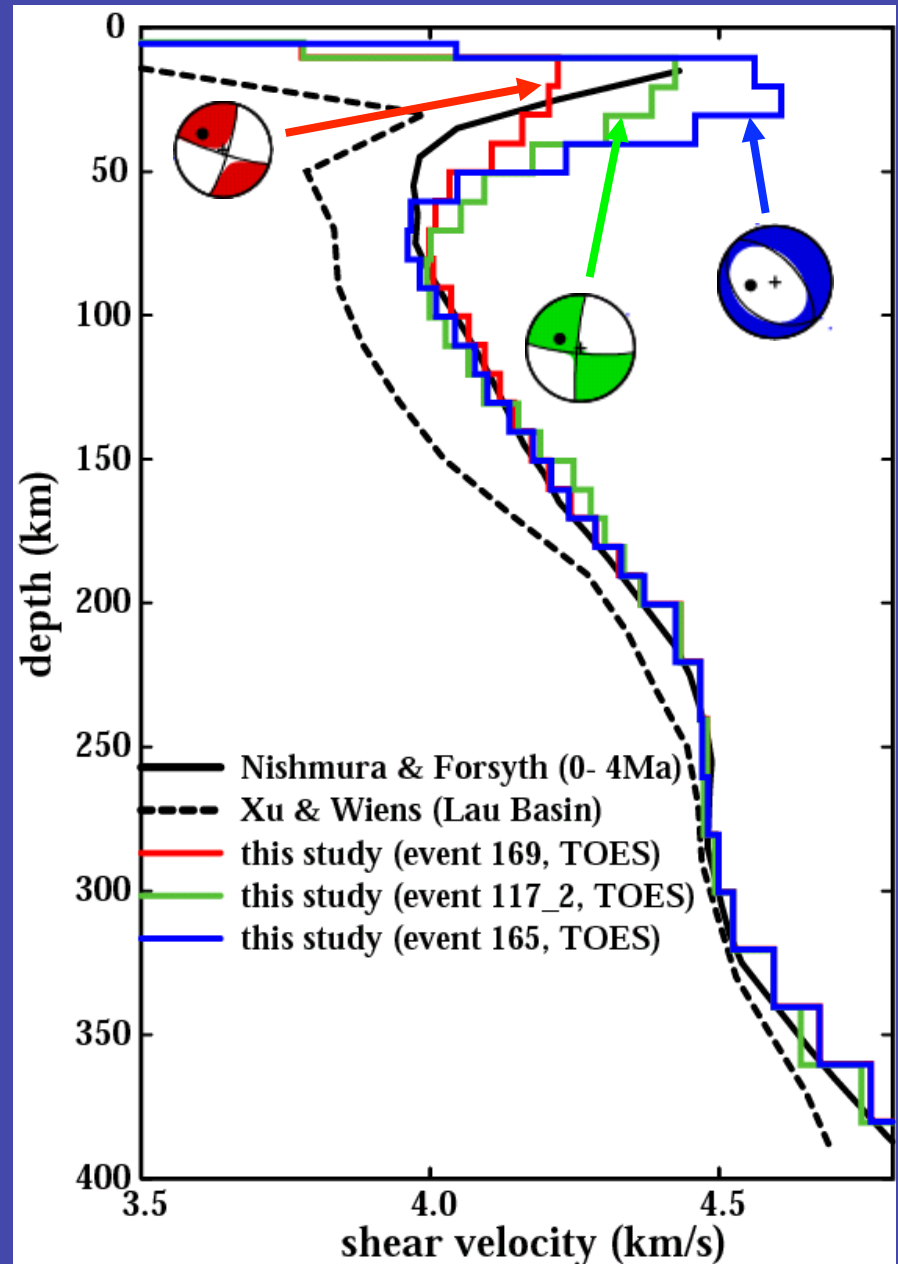 0
50
100
150
200
250
300
350
400
depth (km)
Nishmura & Forsyth (0- 4Ma)
Xu & Wiens (Lau Basin)
this study (event 169, TOES)
this study (event 117_2, TOES)
this study (event 165, TOES)
3.5 4.0 4.5
shear velocity (km/s)